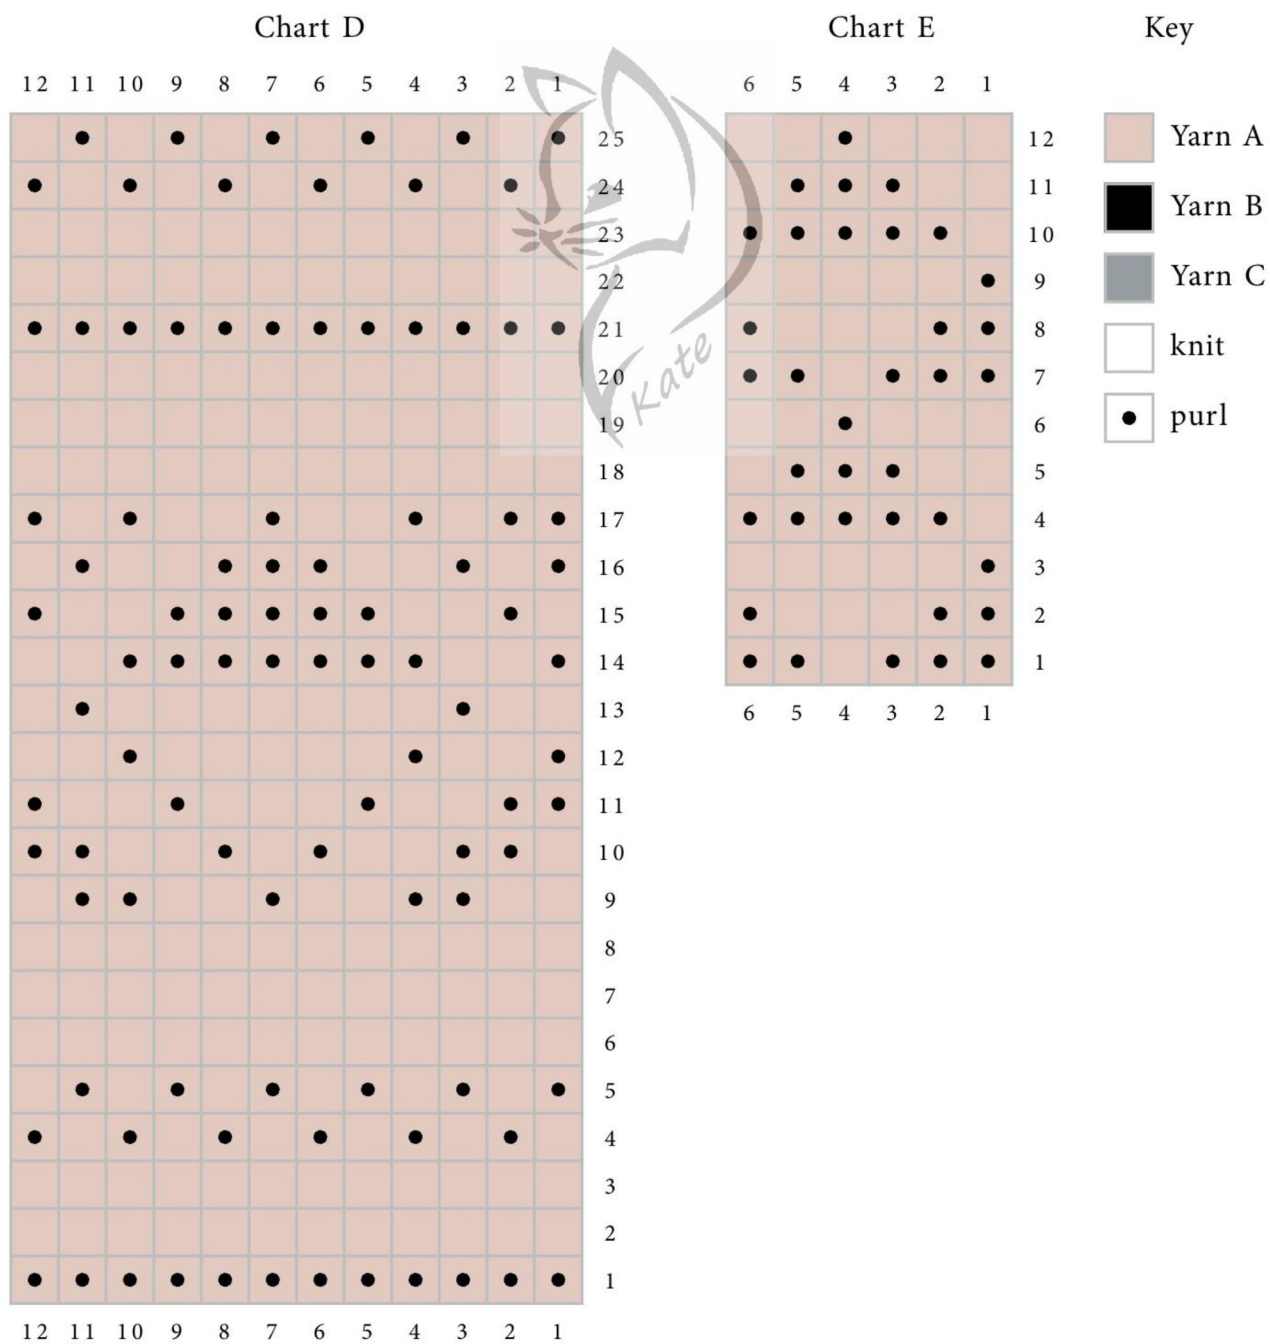 Chart D Chart E Key
12 11 10 9 8 7 6 5 4 3 2 1 6 5 4 3 2 1
25 12 Yarn A
24 11
23 10 Yarn B
22 9
21 8 Yarn C
20 7 knit
19 6
18 5 purl
17 4
16 3
15 2
14 1
13 6 5 4 3 2 1
12
11
10
9
8
7
6
5
4
3
2
1
12 11 10 9 8 7 6 5 4 3 2 1
Kate